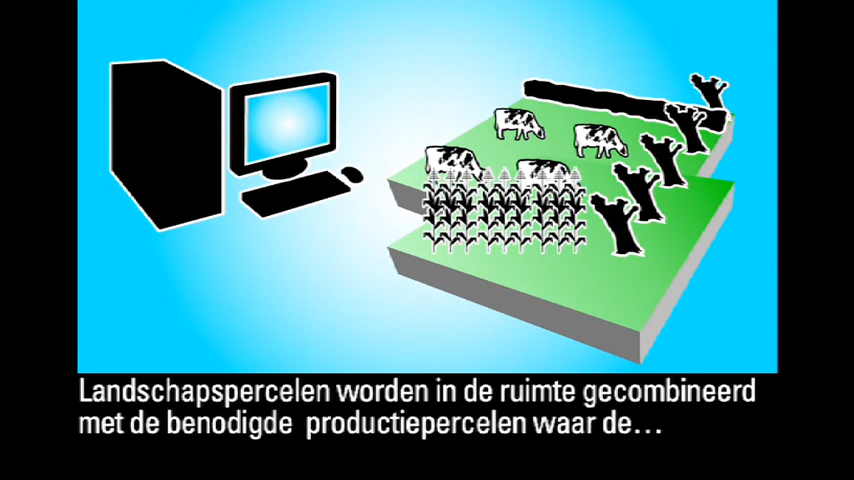 Landschapspercelen worden in de ruimte gecombineerd
met de benodigde productiepercelen waar de...